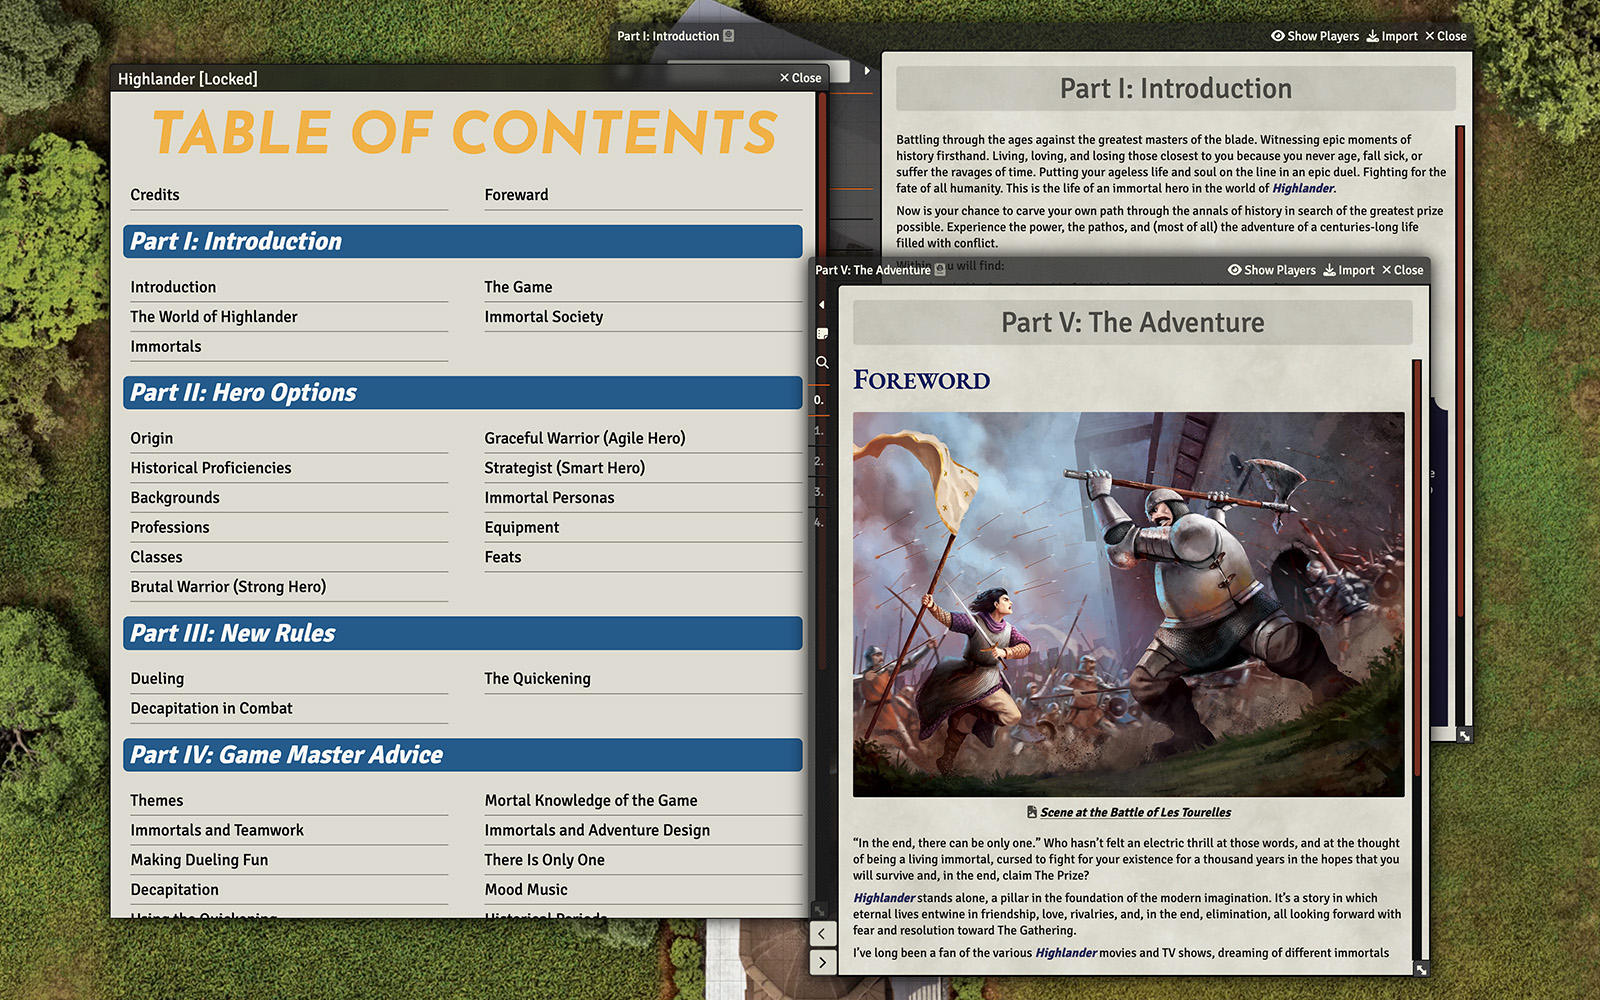 Part I: Introduction
Show Players Import × Close
Highlander [Locked]
× Close
TABLE OF CONTENTS
Credits
Foreward
Part I: Introduction
Introduction
The Game
The World of Highlander
Immortal Society
Immortals
Part II: Hero Options
Origin
Graceful Warrior (Agile Hero)
Historical Proficiencies
Strategist (Smart Hero)
Backgrounds
Immortal Personas
Professions
Equipment
Classes
Feats
Brutal Warrior (Strong Hero)
Part III: New Rules
Dueling
The Quickening
Decapitation in Combat
Part IV: Game Master Advice
Themes
Mortal Knowledge of the Game
Immortals and Teamwork
Immortals and Adventure Design
Making Dueling Fun
There Is Only One
Decapitation
Mood Music
Using the Quickening
Historical Periods
Part I: Introduction
Battling through the ages against the greatest masters of the blade. Witnessing epic moments of
history firsthand. Living, loving, and losing those closest to you because you never age, fall sick, or
suffer the ravages of time. Putting your ageless life and soul on the line in an epic duel. Fighting for the
fate of all humanity. This is the life of an immortal hero in the world of Highlander.
Now is your chance to carve your own path through the annals of history in search of the greatest prize
possible. Experience the power, the pathos, and (most of all) the adventure of a centuries-long life
filled with conflict.
Within you will find:
Part V: The Adventure
Show Players Import × Close
0.
1.
2.
3.
4.
Part V: The Adventure
Foreword
Scene at the Battle of Les Tourelles
“In the end, there can be only one.” Who hasn’t felt an electric thrill at those words, and at the thought
of being a living immortal, cursed to fight for your existence for a thousand years in the hopes that you
will survive and, in the end, claim The Prize?
Highlander stands alone, a pillar in the foundation of the modern imagination. It’s a story in which
eternal lives entwine in friendship, love, rivalries, and, in the end, elimination, all looking forward with
fear and resolution toward The Gathering.
I’ve long been a fan of the various Highlander movies and TV shows, dreaming of different immortals